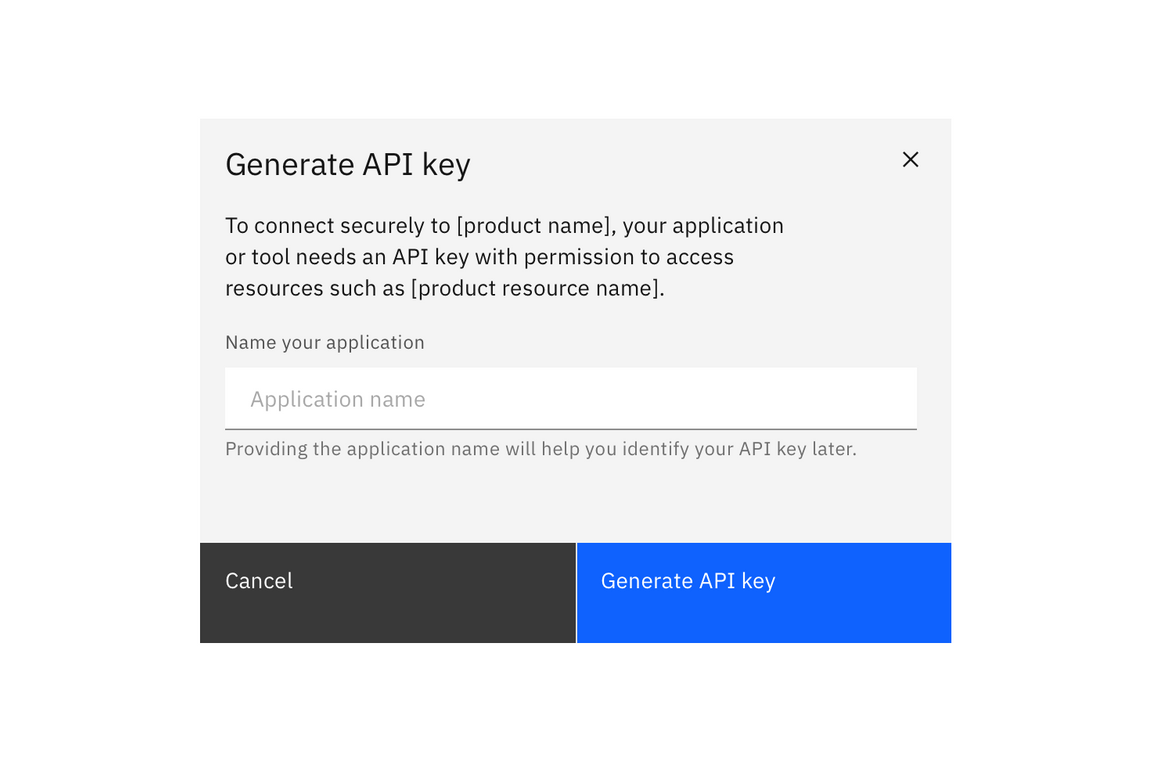 Generate API key
To connect securely to [product name], your application
or tool needs an API key with permission to access
resources such as [product resource name].
Name your application
Application name
Providing the application name will help you identify your API key later.
Cancel
Generate API key